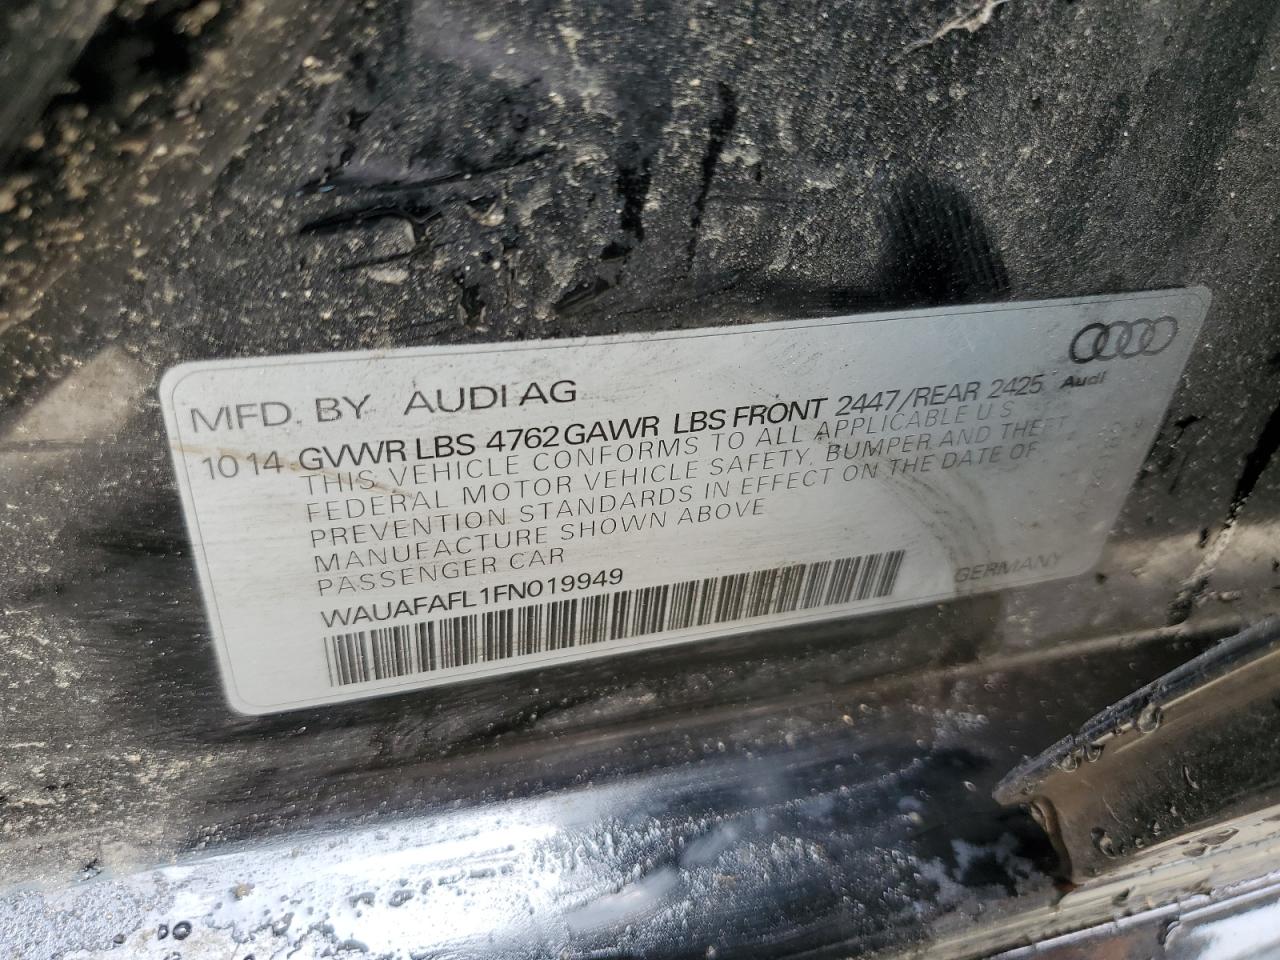 MFD. BY AUDI AG
Audi
10 14 GVWR LBS 4762 GAWR LBS FRONT 2447/REAR 2425
THIS VEHICLE CONFORMS TO ALL APPLICABLE U S
FEDERAL MOTOR VEHICLE SAFETY, BUMPER AND THEFT
PREVENTION STANDARDS IN EFFECT ON THE DATE OF
MANUFACTURE SHOWN ABOVE
PASSENGER CAR
WAUAFAFL1FN019949
GERMANY